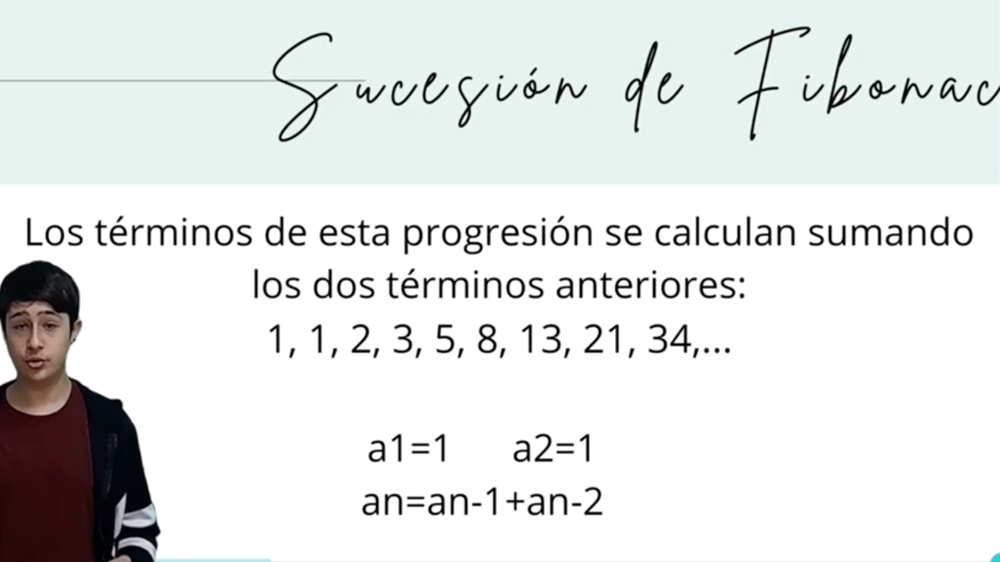 Sucesión de Fibonac
Los términos de esta progresión se calculan sumando
los dos términos anteriores:
1, 1, 2, 3, 5, 8, 13, 21, 34,...
a1=1 a2=1
an=an-1+an-2